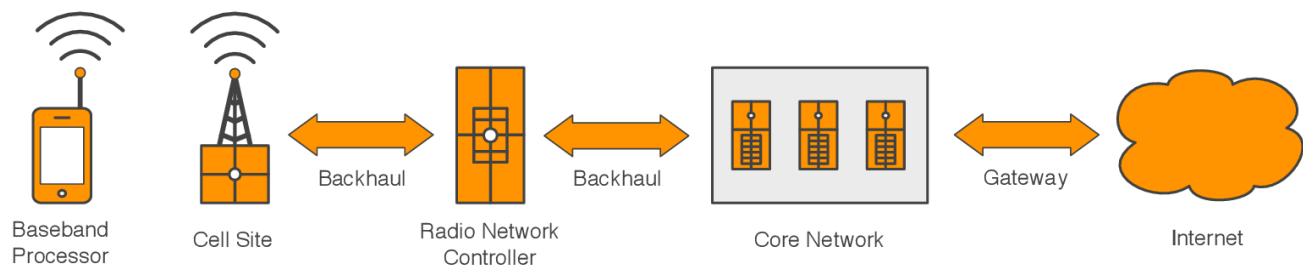 Baseband
Processor
Cell Site
Backhaul
Radio Network
Controller
Backhaul
Core Network
Gateway
Internet